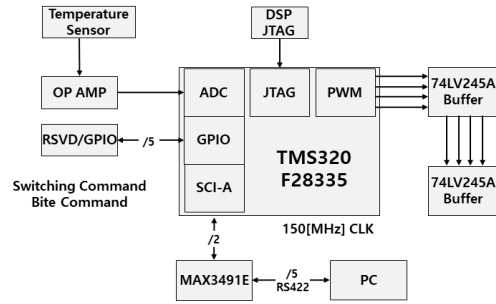 Temperature
Sensor
DSP
JTAG
OP AMP
ADC
JTAG
PWM
74LV245A
Buffer
RSVD/GPIO
/5
GPIO
TMS320
F28335
SCI-A
Switching Command
Bite Command
74LV245A
Buffer
150[MHz] CLK
/2
MAX3491E
/5
RS422
PC